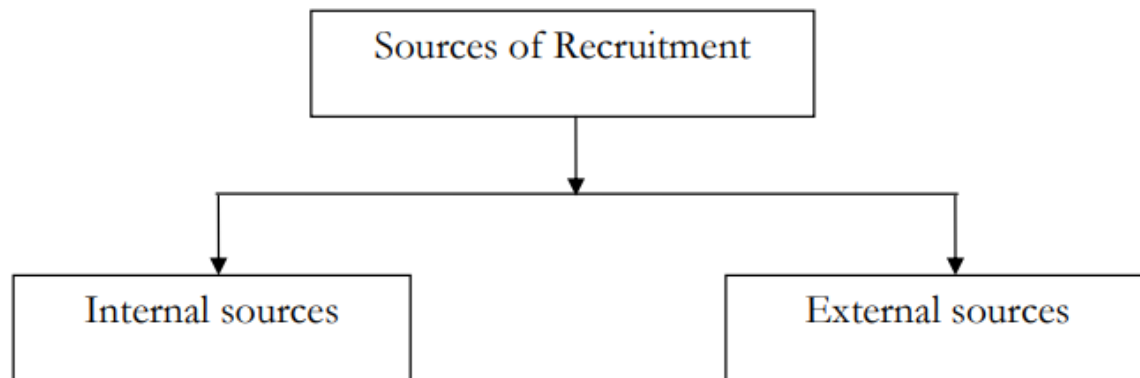 Sources of Recruitment
Internal sources
External sources